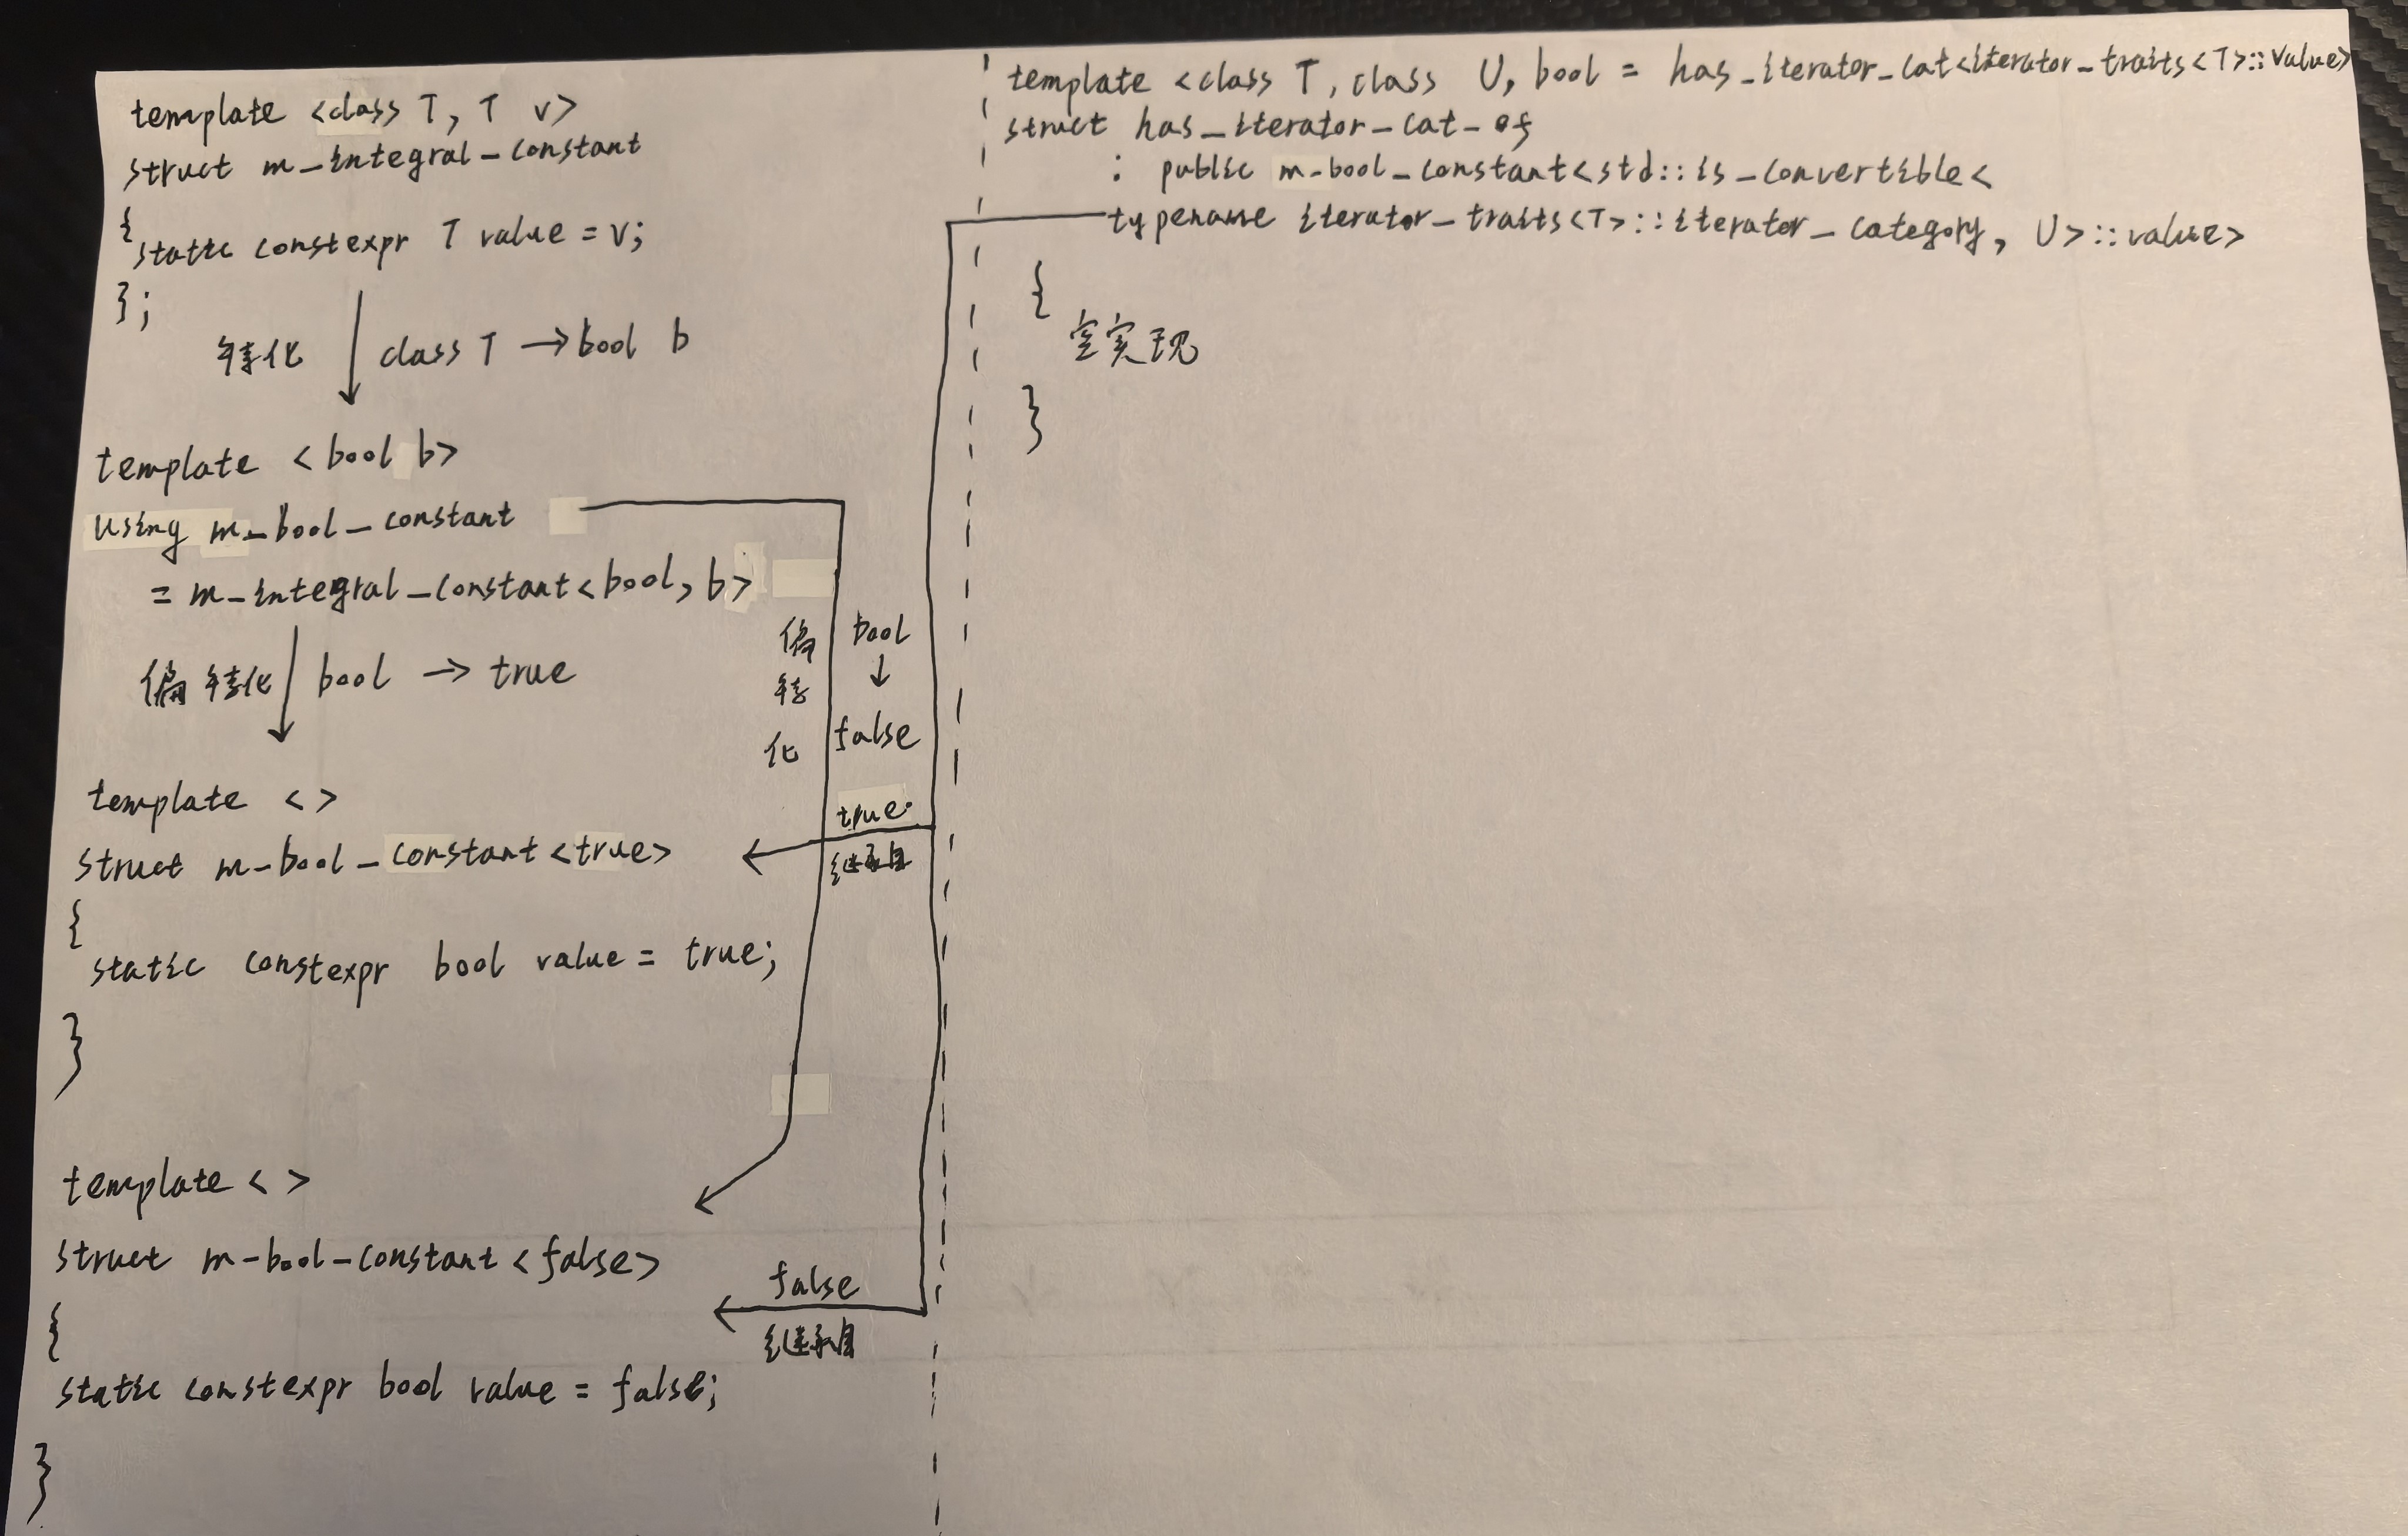 template <class T, T v>
struct m_integral_constant
{
static constexpr T value = v;
};
特化 class T → bool b
template <bool b>
using m_bool_constant
= m_integral_constant<bool, b>
偏特化 bool → true
template <>
struct m_bool_constant<true>
{
static constexpr bool value = true;
}
template <>
struct m_bool_constant<false>
{
static constexpr bool value = false;
}
偏
特
化
bool
↓
false
true
继承自
false
继承自
template <class T, class U, bool = has_iterator_cat<iterator_traits<T>::value>
struct has_iterator_cat_of
: public m_bool_constant<std::is_convertible<
typename iterator_traits<T>::iterator_category, U>::value>
{
空实现
}